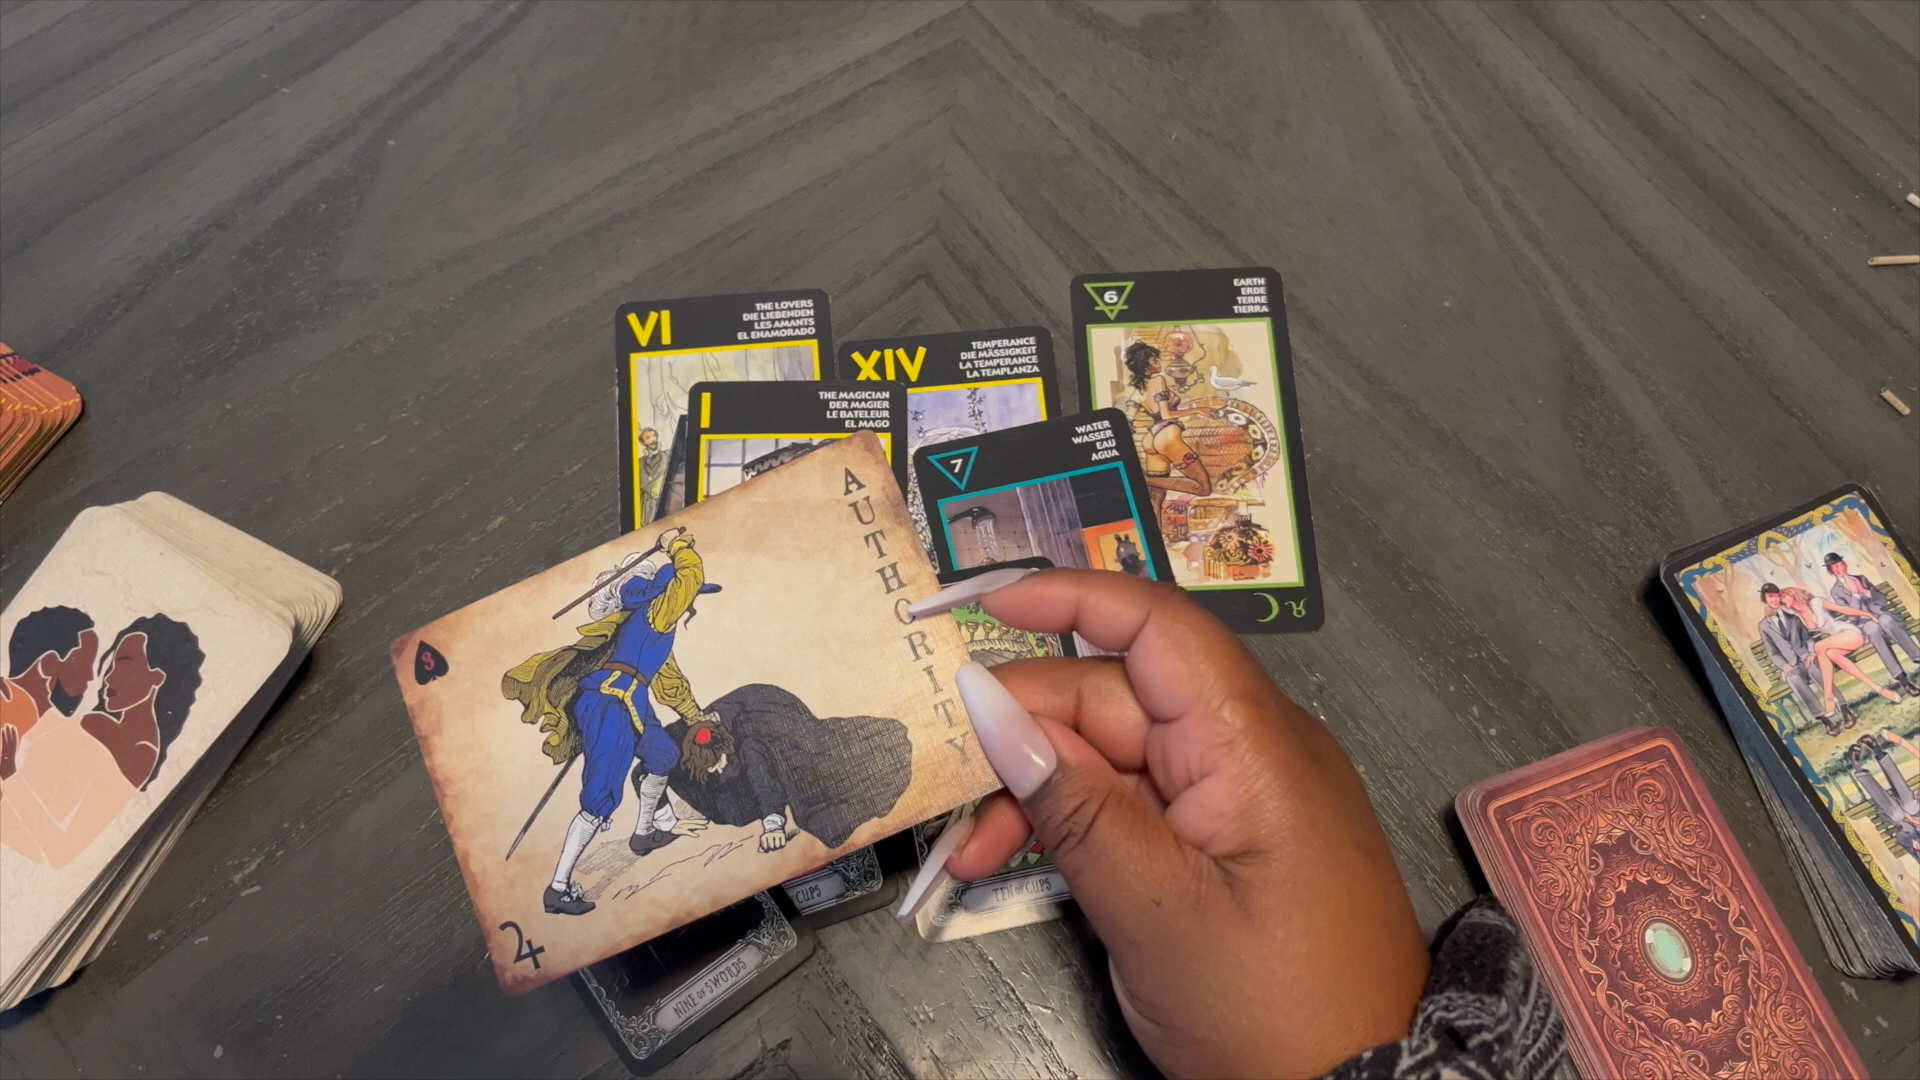 VI
THE LOVERS
DIE LIEBENDEN
LES AMANTS
EL ENAMORADO
XIV
TEMPERANCE
DIE MÄSSIGKEIT
LA TEMPERANCE
LA TEMPLANZA
6
EARTH
ERDE
TERRE
TIERRA
I
THE MAGICIAN
DER MAGIER
LE BATELEUR
EL MAGO
7
WATER
WASSER
EAU
AGUA
AUTHORITY
3
CUPS
TEN OF CUPS
NINE OF SWORDS